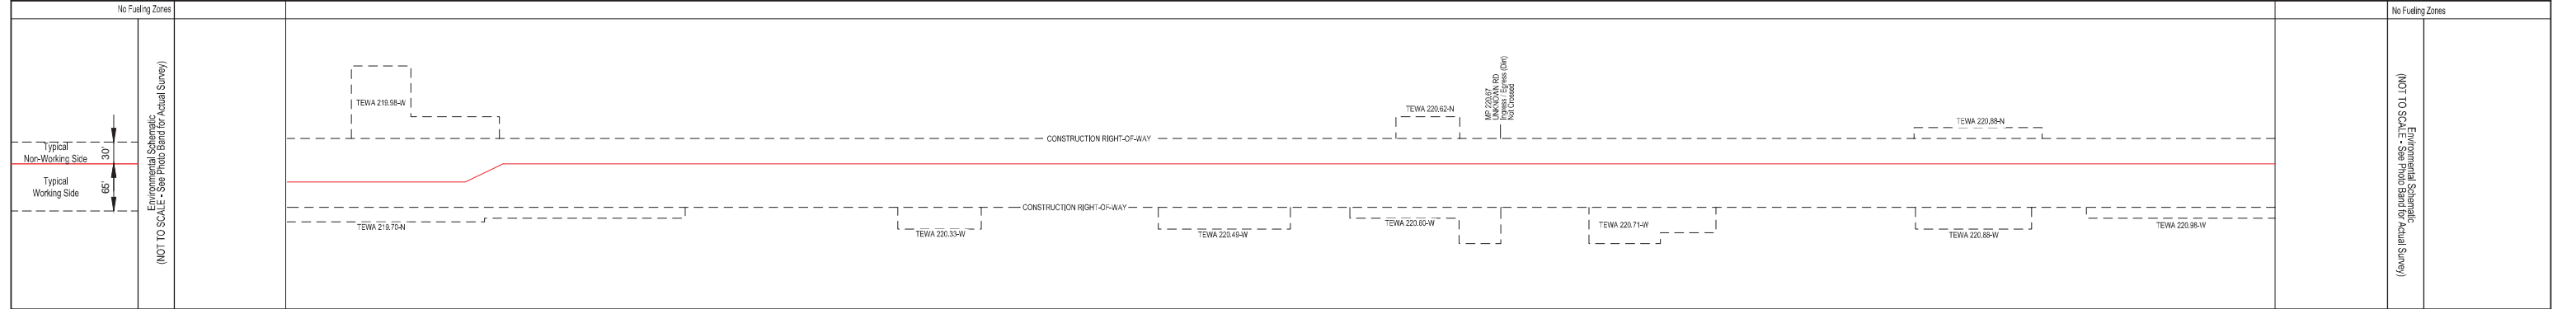 No Fueling Zones
No Fueling Zones
Typical
Non-Working Side
30'
Typical
Working Side
65'
Environmental Schematic
(NOT TO SCALE - See Photo Band for Actual Survey)
TEWA 219.98-W
CONSTRUCTION RIGHT-OF-WAY
TEWA 220.62-N
MP 220.67
UNKNOWN RD
Ingress / Egress (Dirt)
Not Crossed
TEWA 220.88-N
TEWA 219.70-N
TEWA 220.33-W
CONSTRUCTION RIGHT-OF-WAY
TEWA 220.49-W
TEWA 220.60-W
TEWA 220.71-W
TEWA 220.88-W
TEWA 220.98-W
Environmental Schematic
(NOT TO SCALE - See Photo Band for Actual Survey)